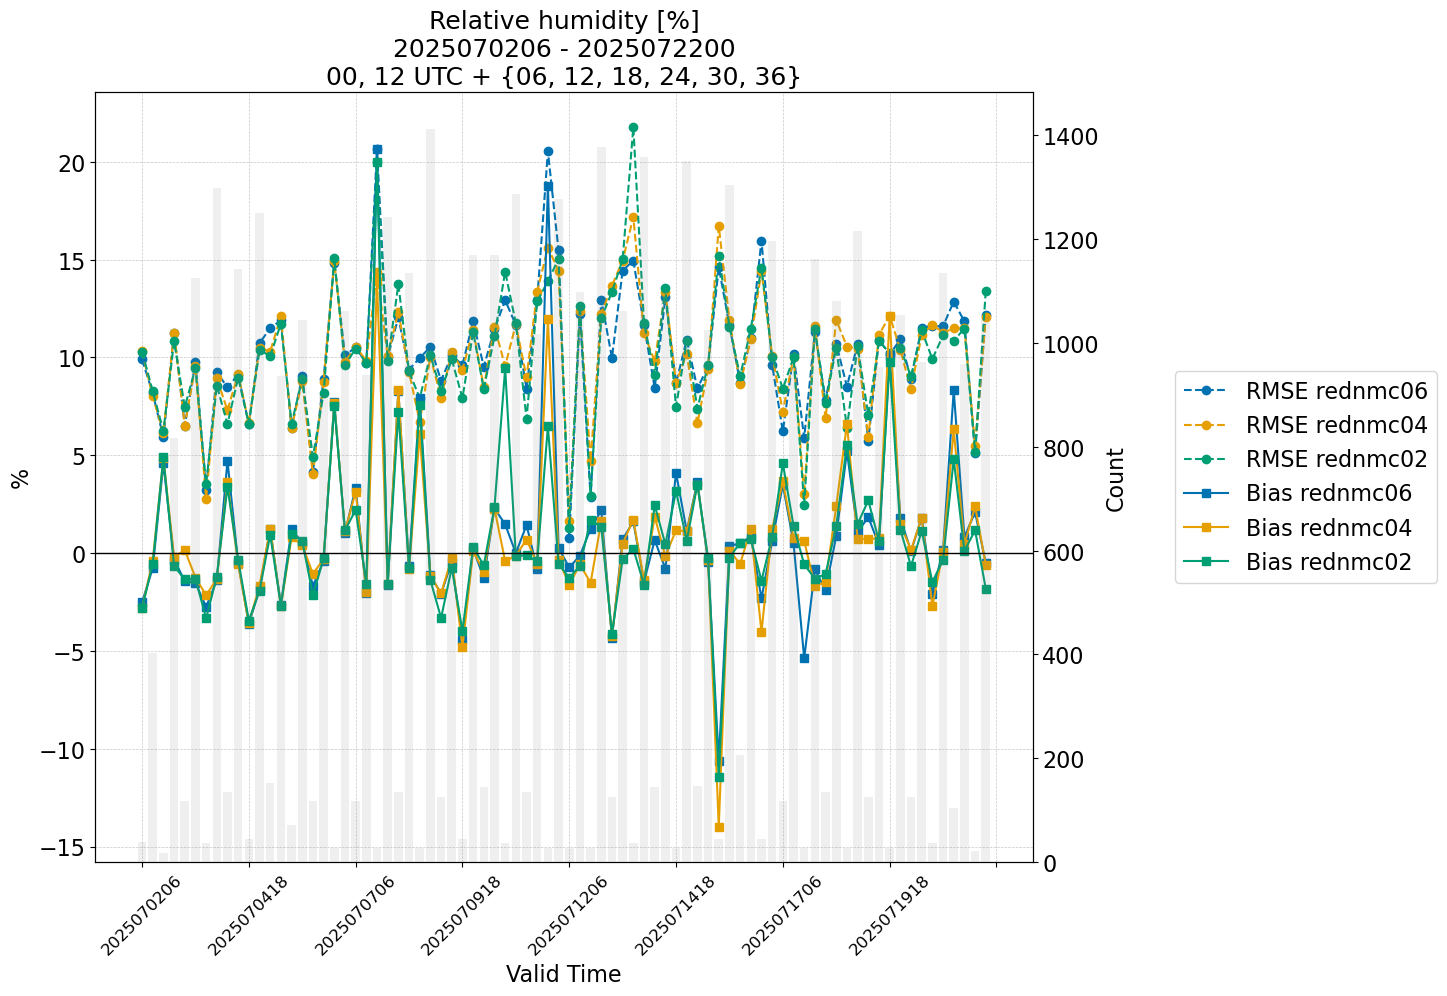 Relative humidity [%]
2025070206 - 2025072200
00, 12 UTC + {06, 12, 18, 24, 30, 36}
20
15
10
5
0
−5
−10
−15
%
1400
1200
1000
800
600
400
200
0
Count
2025070206
2025070418
2025070706
2025070918
2025071206
2025071418
2025071706
2025071918
Valid Time
RMSE rednmc06
RMSE rednmc04
RMSE rednmc02
Bias rednmc06
Bias rednmc04
Bias rednmc02